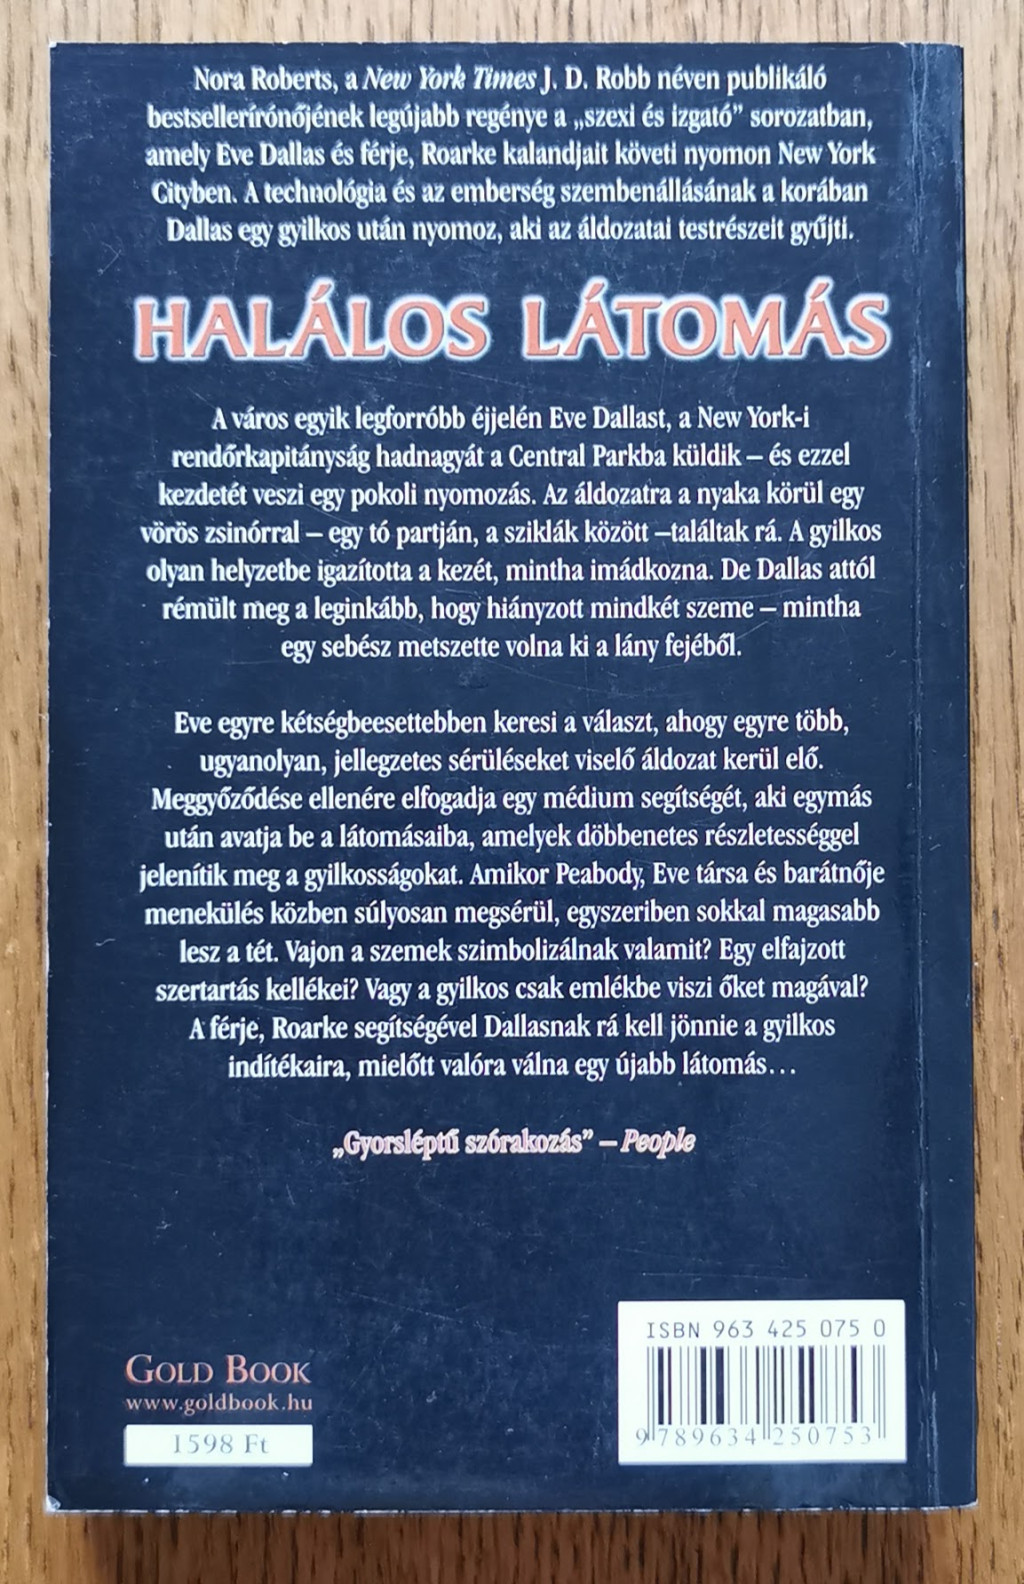 Nora Roberts, a New York Times J. D. Robb néven publikáló
bestsellerírónőjének legújabb regénye a „szexi és izgató” sorozatban,
amely Eve Dallas és férje, Roarke kalandjait követi nyomon New York
Cityben. A technológia és az emberség szembenállásának a korában
Dallas egy gyilkos után nyomoz, aki az áldozatai testrészeit gyűjti.
HALÁLOS LÁTOMÁS
A város egyik legforróbb éjjelén Eve Dallast, a New York-i
rendőrkapitányság hadnagyát a Central Parkba küldik – és ezzel
kezdetét veszi egy pokoli nyomozás. Az áldozatra a nyaka körül egy
vörös zsinórral – egy tó partján, a sziklák között –találtak rá. A gyilkos
olyan helyzetbe igazította a kezét, mintha imádkozna. De Dallas attól
rémült meg a leginkább, hogy hiányzott mindkét szeme – mintha
egy sebész metszette volna ki a lány fejéből.
Eve egyre kétségbeesettebben keresi a választ, ahogy egyre több,
ugyanolyan, jellegzetes sérüléseket viselő áldozat kerül elő.
Meggyőződése ellenére elfogadja egy médium segítségét, aki egymás
után avatja be a látomásaiba, amelyek döbbenetes részletességgel
jelenítik meg a gyilkosságokat. Amikor Peabody, Eve társa és barátnője
menekülés közben súlyosan megsérül, egyszeriben sokkal magasabb
lesz a tét. Vajon a szemek szimbolizálnak valamit? Egy elfajzott
szertartás kellékei? Vagy a gyilkos csak emlékbe viszi őket magával?
A férje, Roarke segítségével Dallasnak rá kell jönnie a gyilkos
indítékaira, mielőtt valóra válna egy újabb látomás…
„Gyorsléptű szórakozás” – People
ISBN 963 425 075 0
9 789634 250753
GOLD BOOK
www.goldbook.hu
1598 Ft